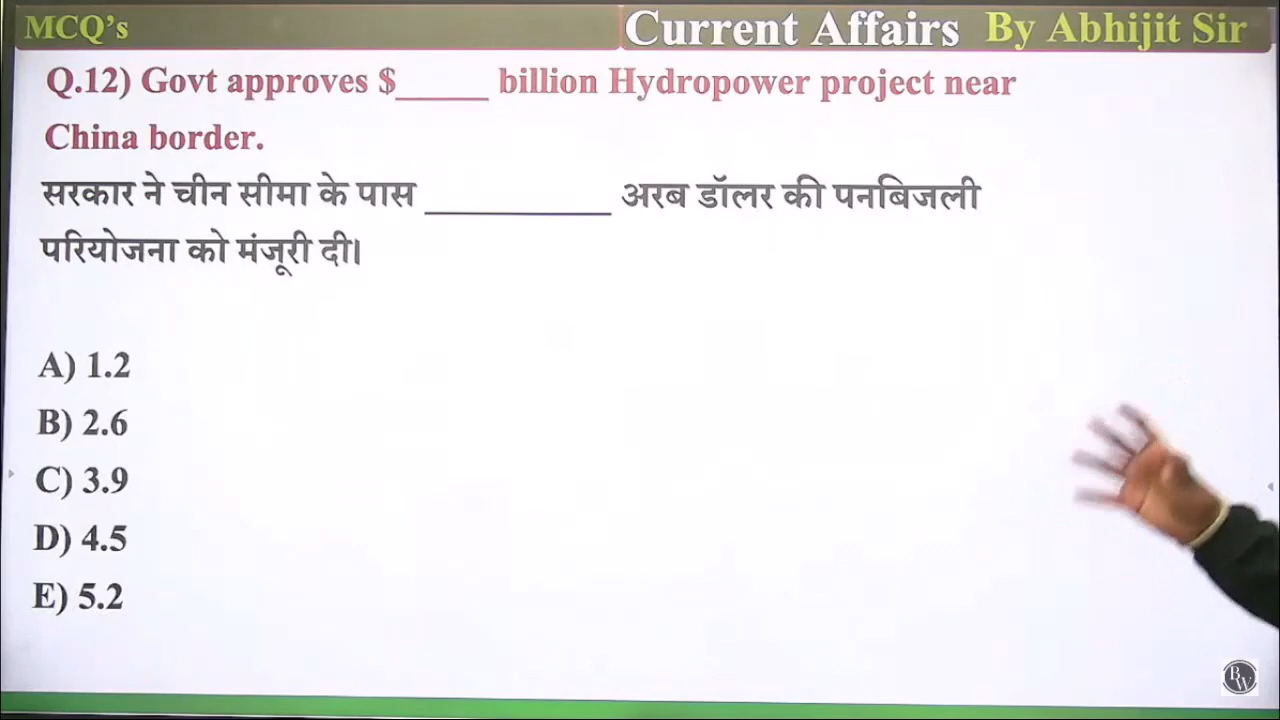 MCQ’s
Current Affairs By Abhijit Sir
Q.12) Govt approves $_____ billion Hydropower project near
China border.
सरकार ने चीन सीमा के पास __________ अरब डॉलर की पनबिजली
परियोजना को मंजूरी दी।
A) 1.2
B) 2.6
C) 3.9
D) 4.5
E) 5.2
PW